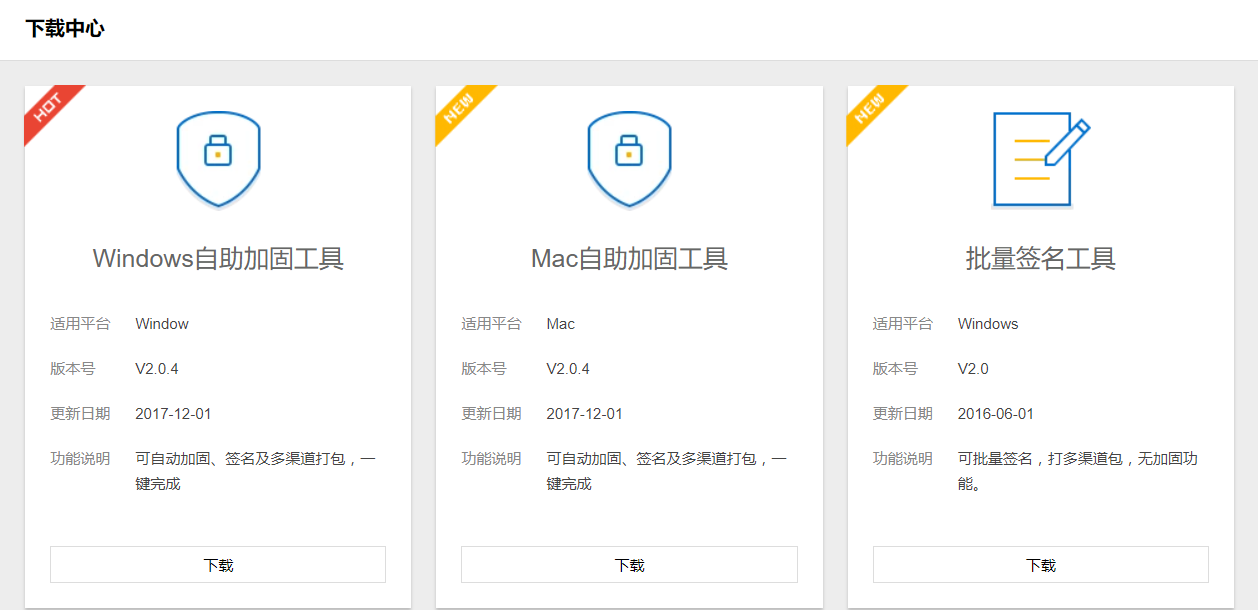 下载中心
HOT
NEW
NEW
Windows自助加固工具
Mac自助加固工具
批量签名工具
适用平台 Window
适用平台 Mac
适用平台 Windows
版本号 V2.0.4
版本号 V2.0.4
版本号 V2.0
更新日期 2017-12-01
更新日期 2017-12-01
更新日期 2016-06-01
功能说明 可自动加固、签名及多渠道打包，一
键完成
功能说明 可自动加固、签名及多渠道打包，一
键完成
功能说明 可批量签名，打多渠道包，无加固功
能。
下载
下载
下载